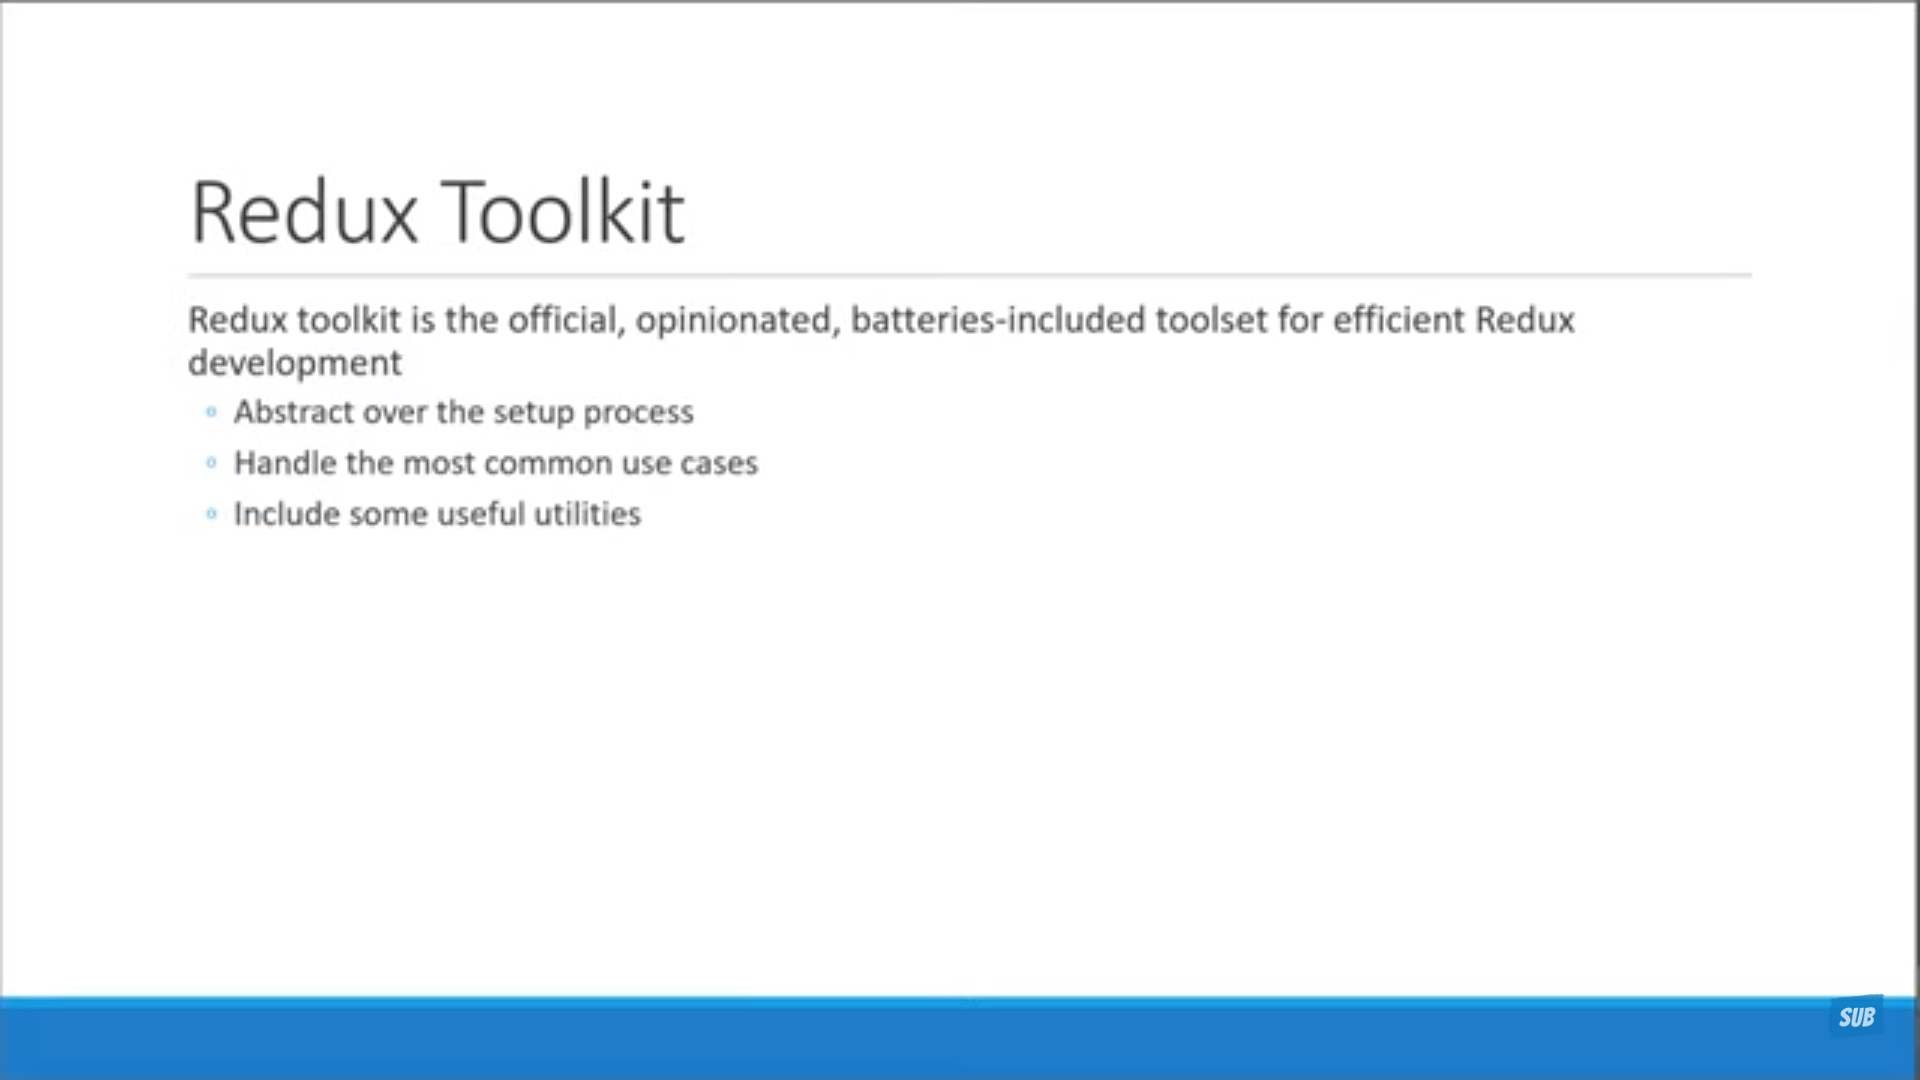 Redux Toolkit
Redux toolkit is the official, opinionated, batteries-included toolset for efficient Redux
development
Abstract over the setup process
Handle the most common use cases
Include some useful utilities
SUB